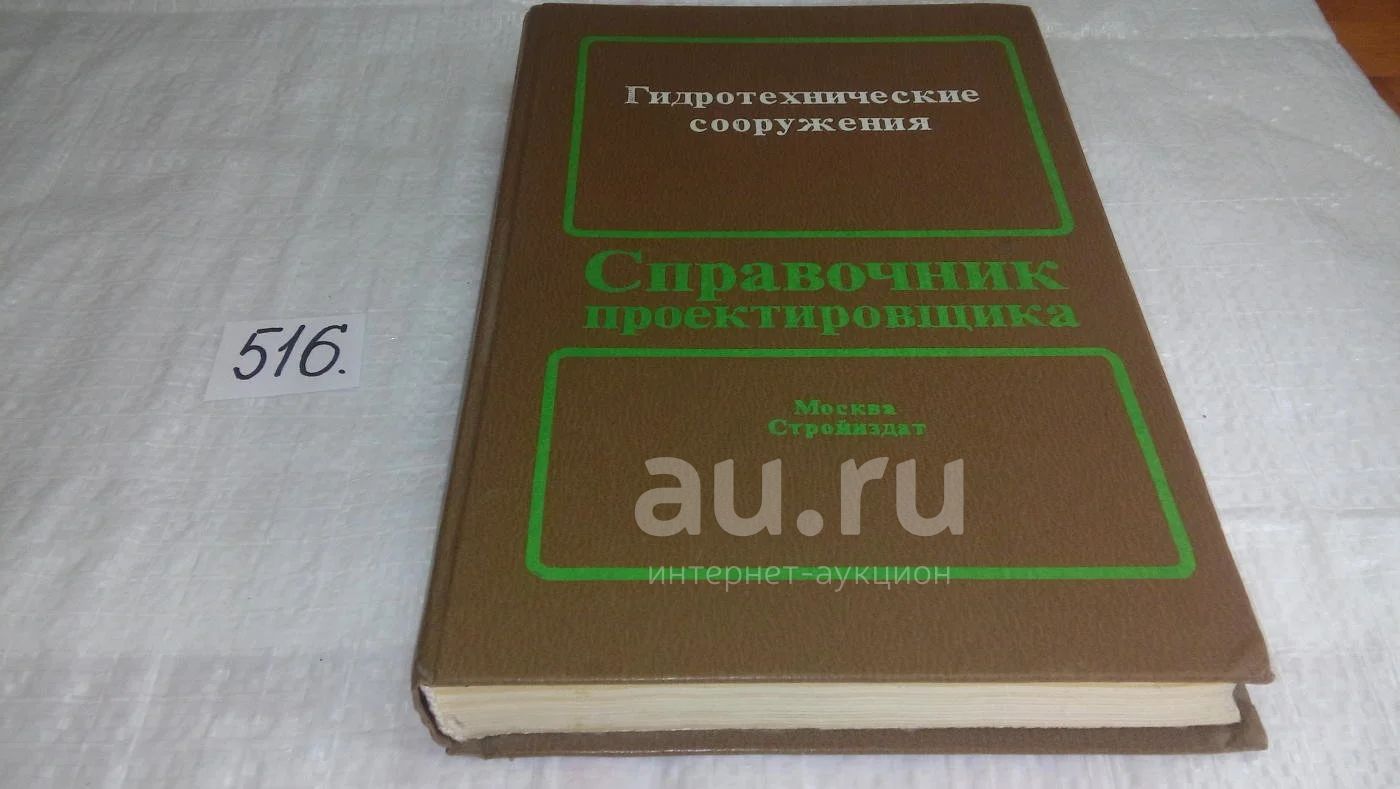 Гидротехнические
сооружения
Справочник
проектировщика
516.
Москва
Стройиздат
au.ru
интернет-аукцион